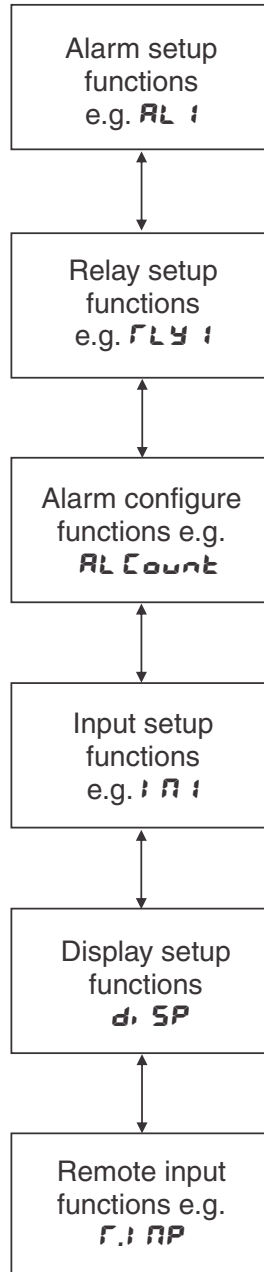 Alarm setup
functions
e.g. AL 1
Relay setup
functions
e.g. rLY 1
Alarm configure
functions e.g.
AL Count
Input setup
functions
e.g. IN 1
Display setup
functions
di SP
Remote input
functions e.g.
r.I NP